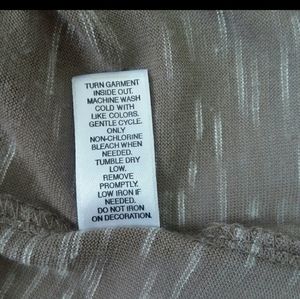 TURN GARMENT
INSIDE OUT.
MACHINE WASH
COLD WITH
LIKE COLORS.
GENTLE CYCLE.
ONLY
NON-CHLORINE
BLEACH WHEN
NEEDED.
TUMBLE DRY
LOW.
REMOVE
PROMPTLY.
LOW IRON IF
NEEDED.
DO NOT IRON
ON DECORATION.